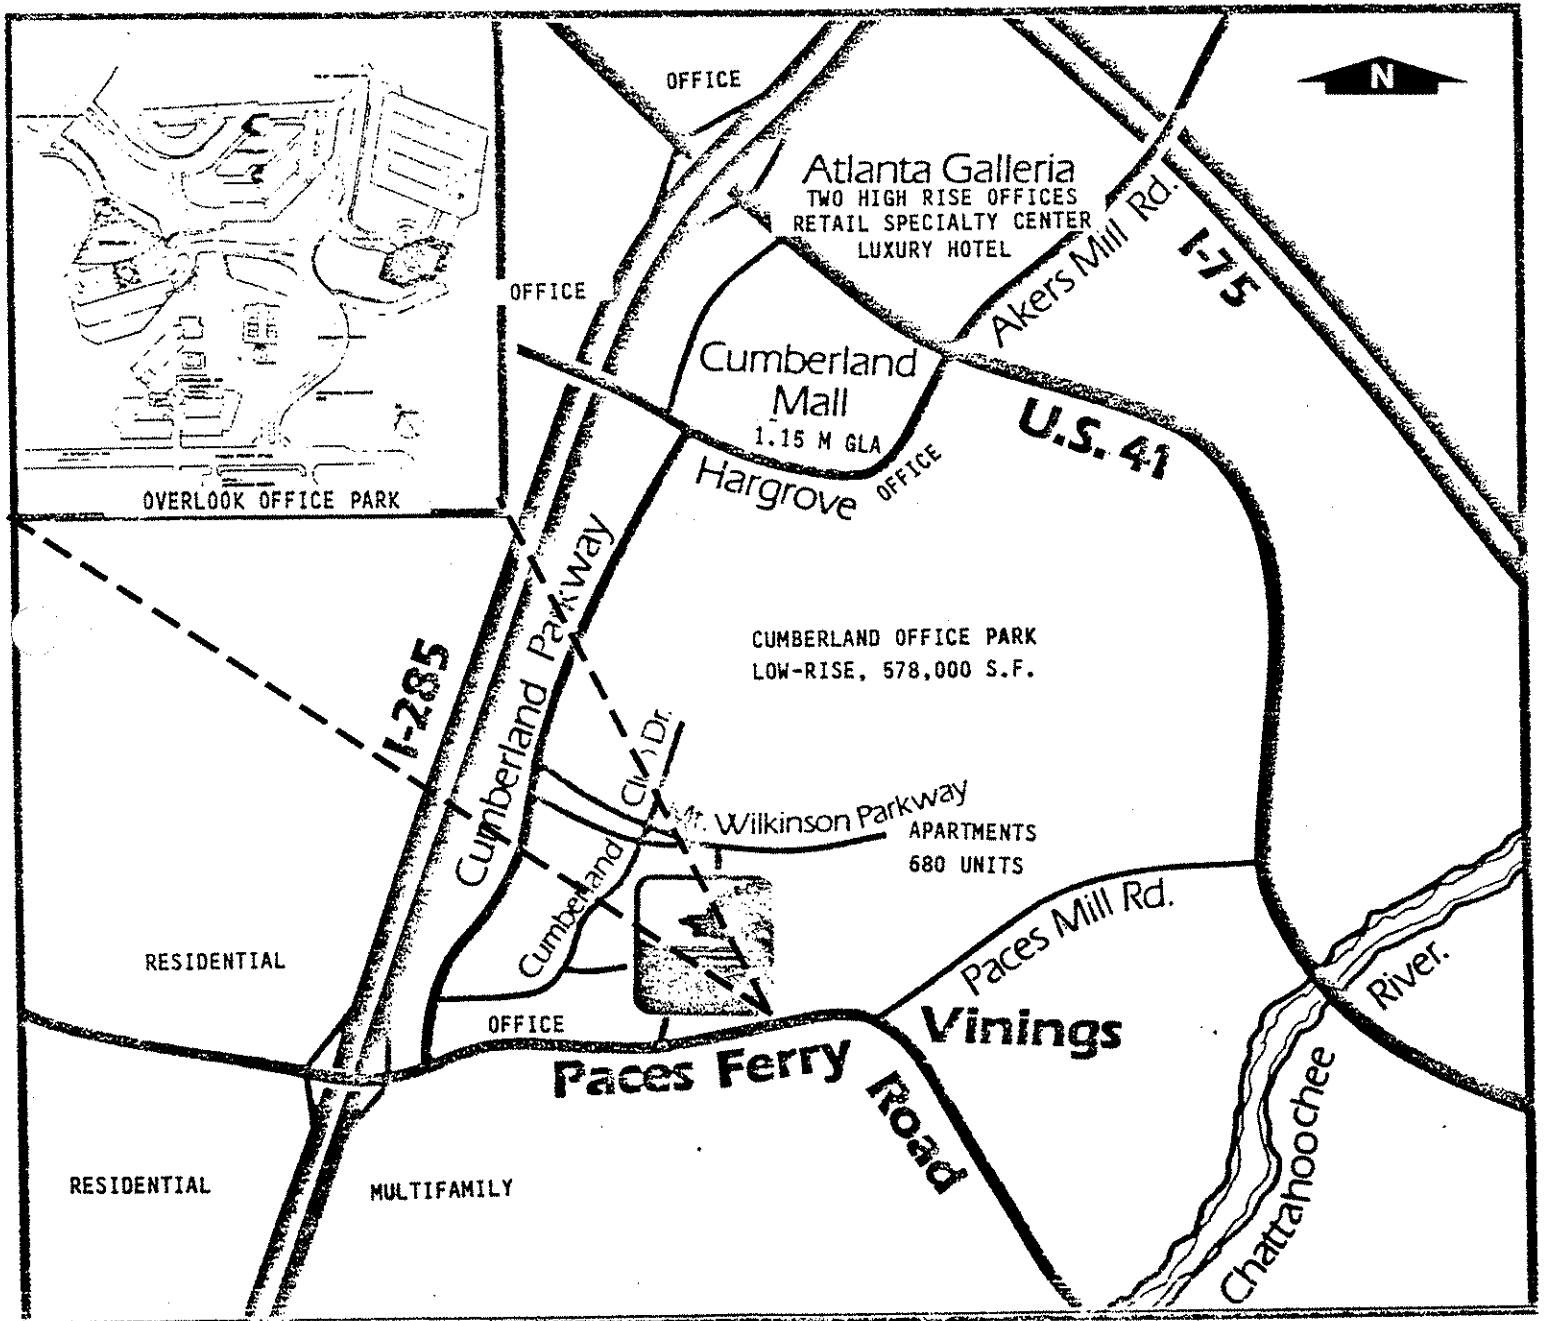 N
OFFICE
Atlanta Galleria
TWO HIGH RISE OFFICES
RETAIL SPECIALTY CENTER
LUXURY HOTEL
Akers Mill Rd.
I-75
OFFICE
Cumberland
Mall
1.15 M GLA
U.S. 41
Hargrove
OFFICE
OVERLOOK OFFICE PARK
I-285
Cumberland Parkway
CUMBERLAND OFFICE PARK
LOW-RISE, 578,000 S.F.
Cumberland Dr.
Mt. Wilkinson Parkway
APARTMENTS
680 UNITS
Paces Mill Rd.
RESIDENTIAL
OFFICE
Vinings
Paces Ferry Road
Chattahoochee River.
RESIDENTIAL
MULTIFAMILY